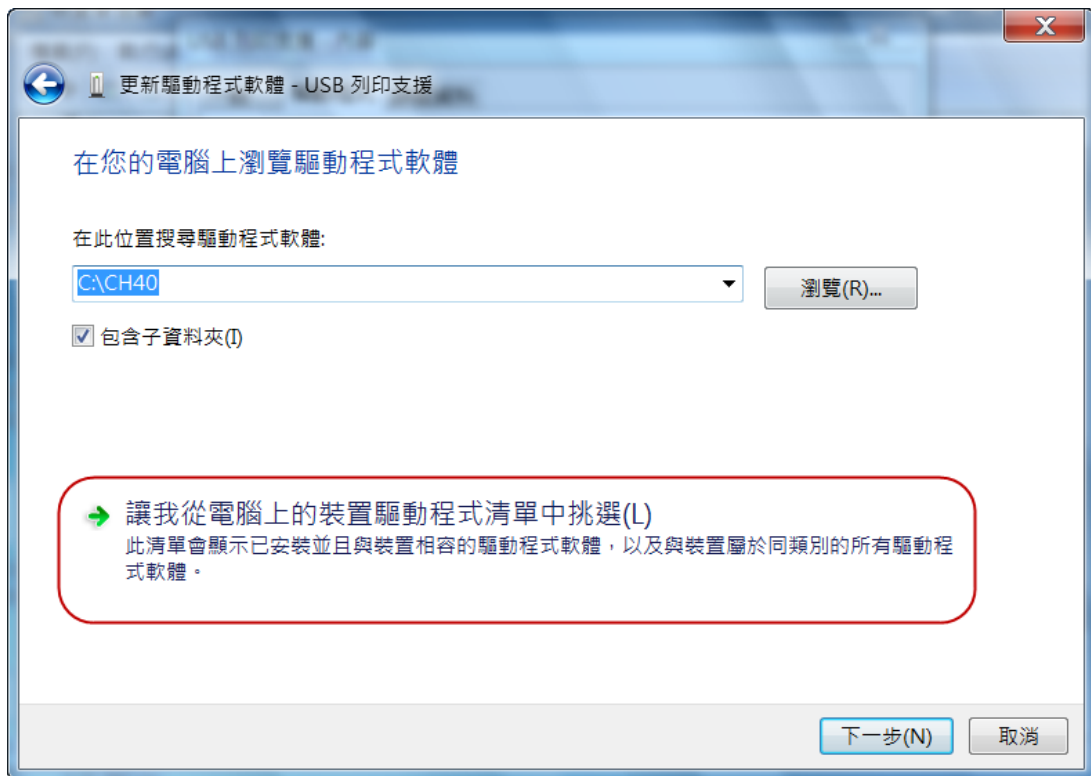 更新驅動程式軟體 - USB 列印支援
在您的電腦上瀏覽驅動程式軟體
在此位置搜尋驅動程式軟體:
C:\CH40
瀏覽(R)...
包含子資料夾(I)
讓我從電腦上的裝置驅動程式清單中挑選(L)
此清單會顯示已安裝並且與裝置相容的驅動程式軟體，以及與裝置屬於同類別的所有驅動程
式軟體。
下一步(N)
取消